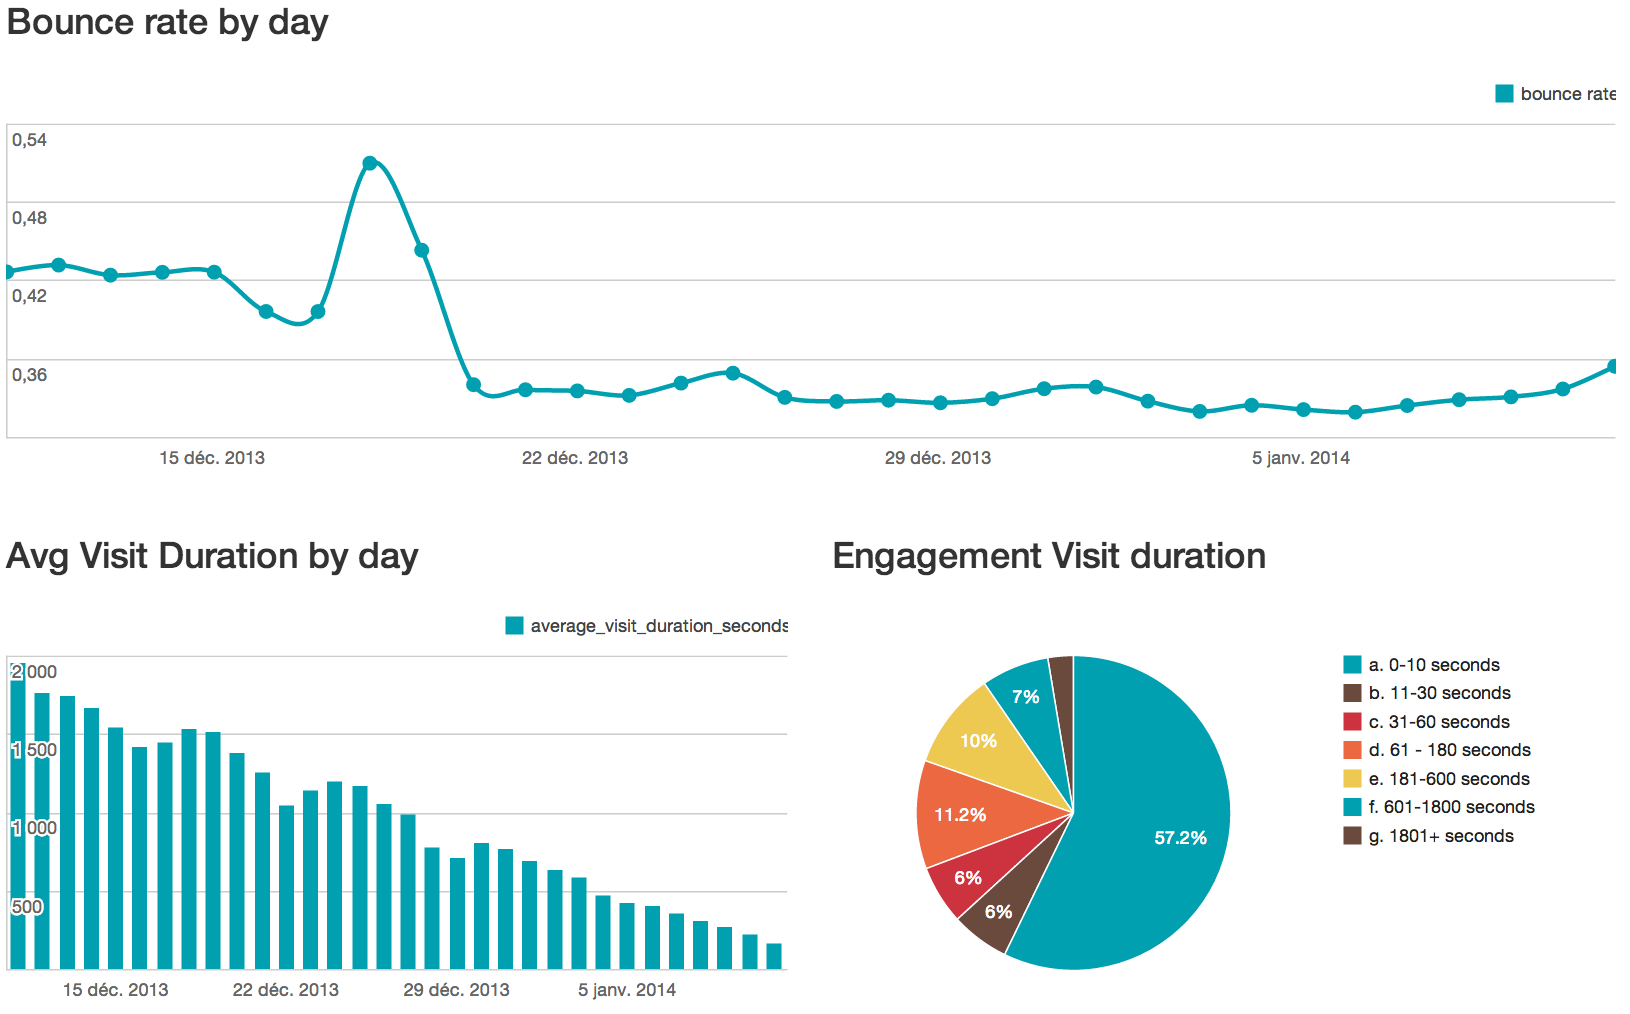 Bounce rate by day
bounce rate
0,54
0,48
0,42
0,36
15 déc. 2013 22 déc. 2013 29 déc. 2013 5 janv. 2014
Avg Visit Duration by day
average_visit_duration_seconds
2 000
1 500
1 000
500
15 déc. 2013 22 déc. 2013 29 déc. 2013 5 janv. 2014
Engagement Visit duration
7%
10%
11.2%
57.2%
6%
6%
a. 0-10 seconds
b. 11-30 seconds
c. 31-60 seconds
d. 61 - 180 seconds
e. 181-600 seconds
f. 601-1800 seconds
g. 1801+ seconds